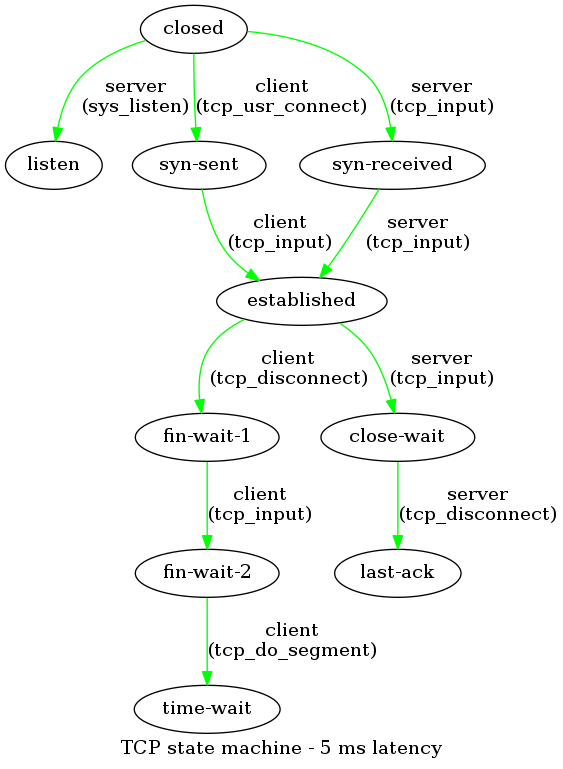 closed
server
(sys_listen)
client
(tcp_usr_connect)
server
(tcp_input)
listen
syn-sent
syn-received
client
(tcp_input)
server
(tcp_input)
established
client
(tcp_disconnect)
server
(tcp_input)
fin-wait-1
close-wait
client
(tcp_input)
server
(tcp_disconnect)
fin-wait-2
last-ack
client
(tcp_do_segment)
time-wait
TCP state machine - 5 ms latency